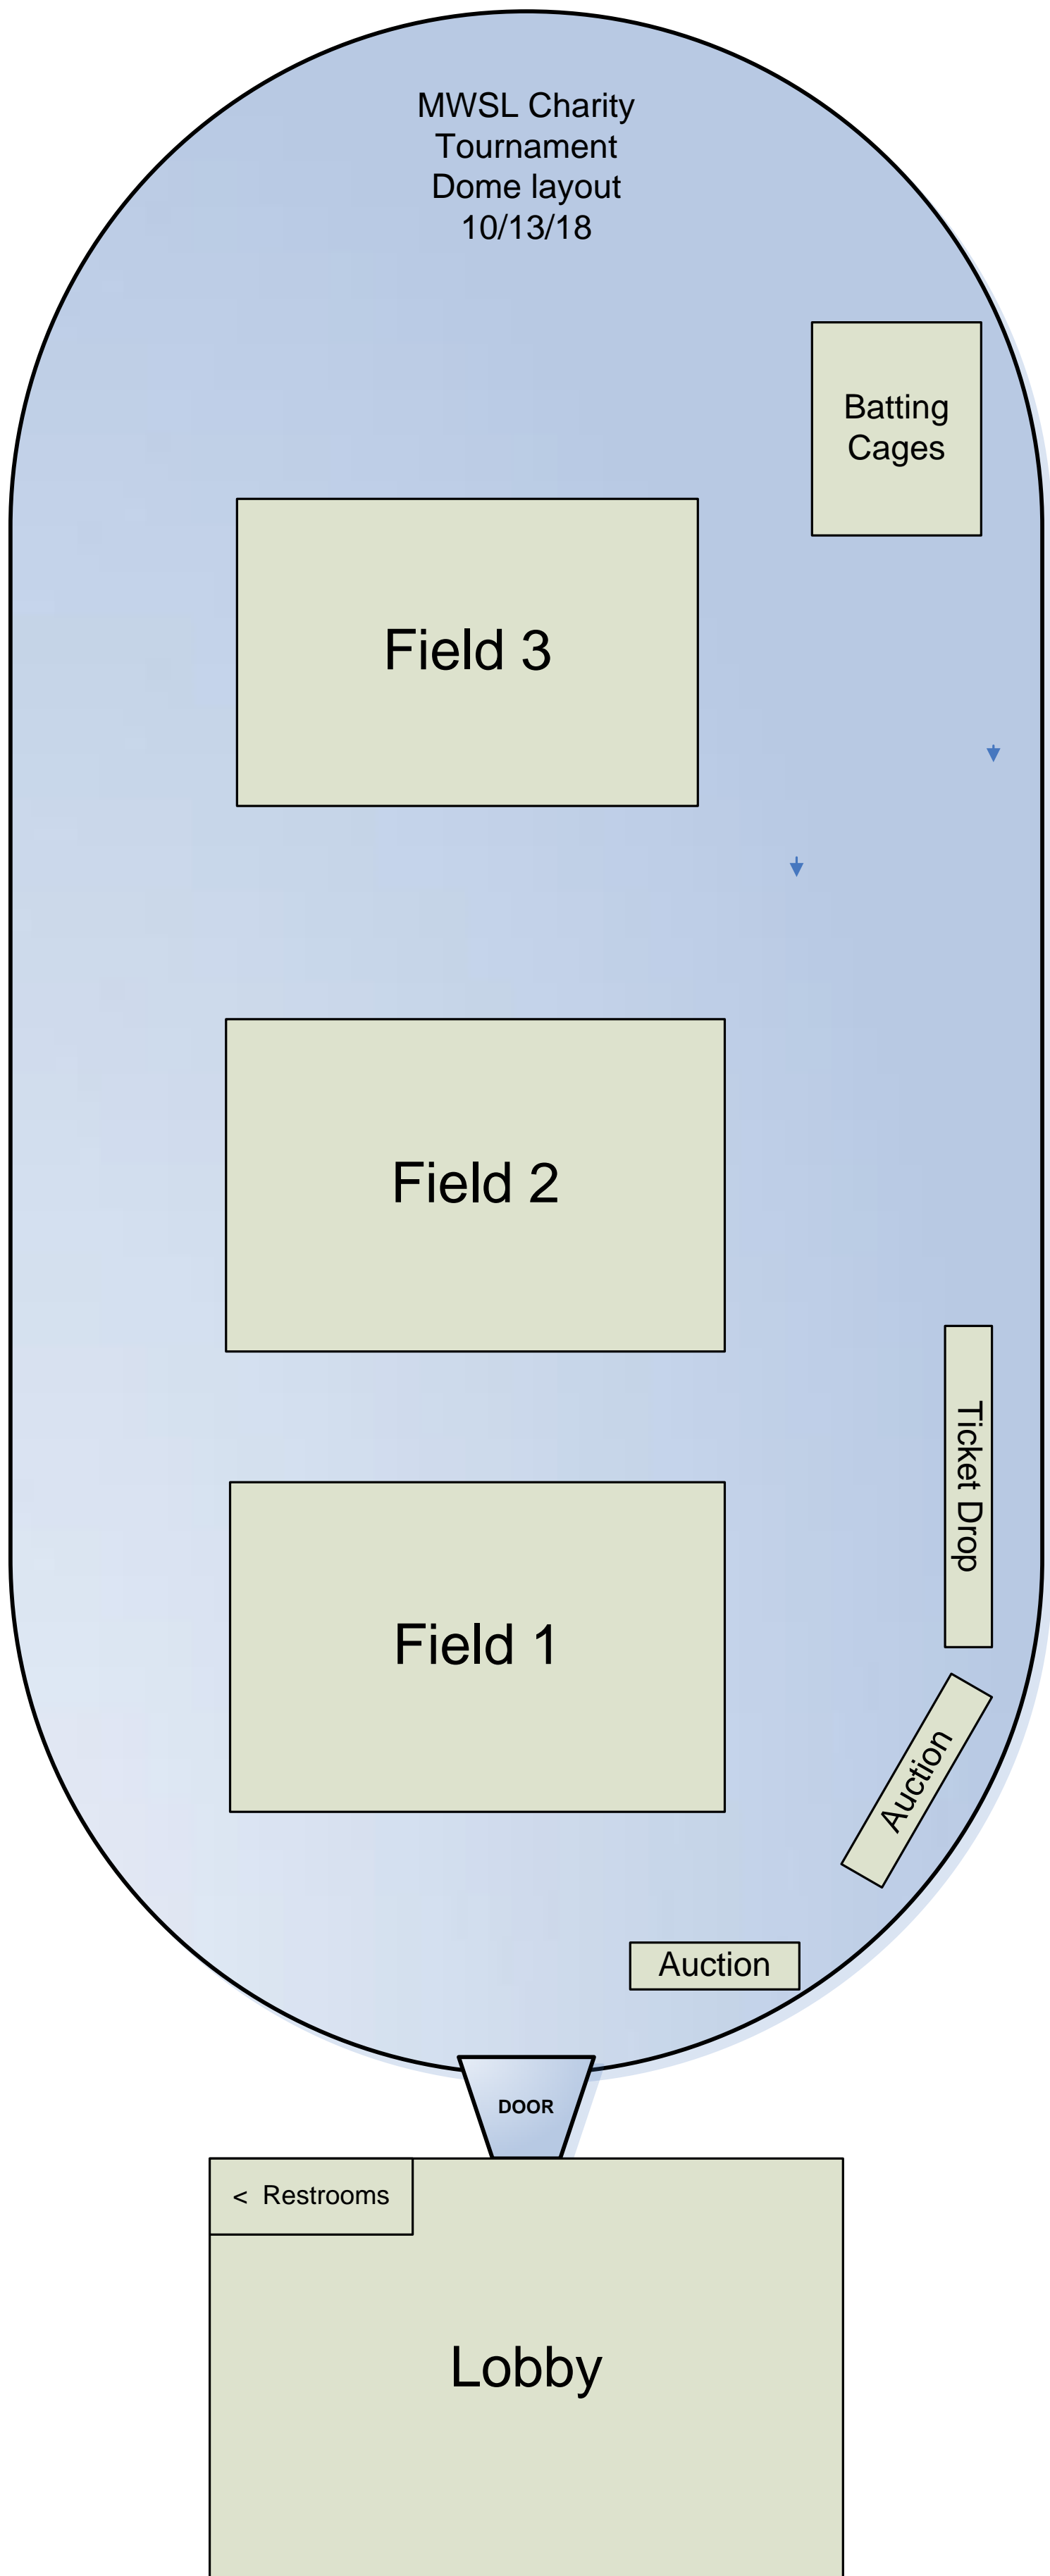 MWSL Charity
Tournament
Dome layout
10/13/18
Batting
Cages
Field 3
Field 2
Ticket Drop
Field 1
Auction
Auction
DOOR
< Restrooms
Lobby